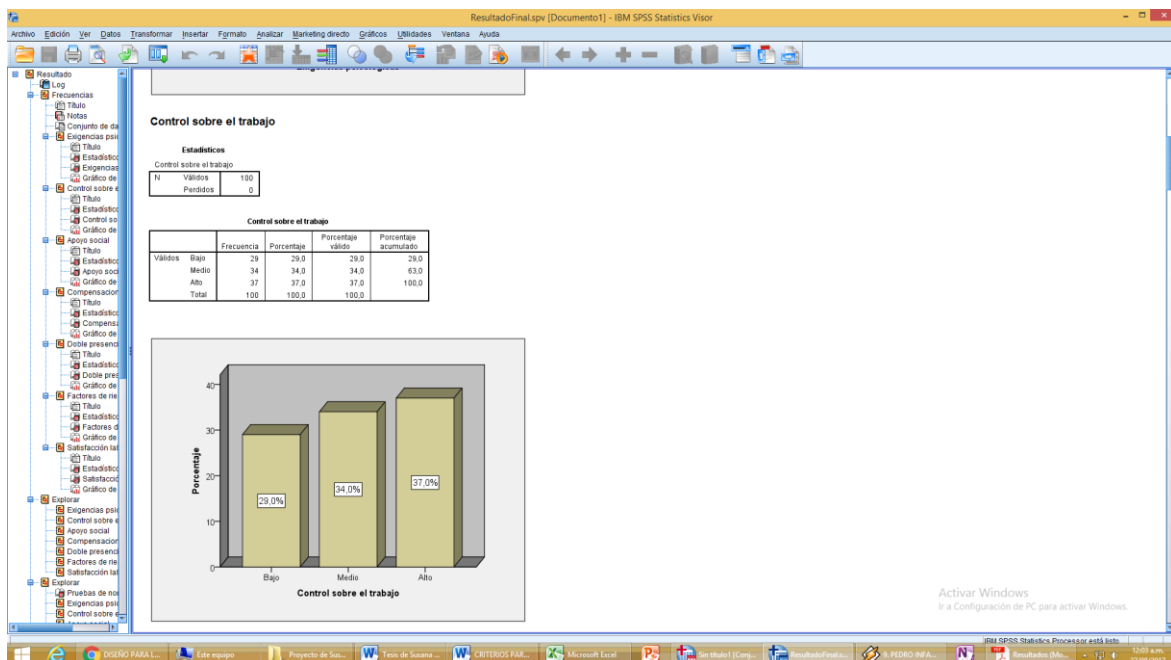 ResultadoFinal.spv [Documento1] - IBM SPSS Statistics Visor
Archivo Edición Ver Datos Transformar Insertar Formato Analizar Marketing directo Gráficos Utilidades Ventana Ayuda
Resultado
Log
Frecuencias
Título
Notas
Conjunto de da
Exigencias psic
Título
Estadístico
Exigencias
Gráfico de
Control sobre e
Título
Estadístico
Control so
Gráfico de
Apoyo social
Título
Estadístico
Apoyo soci
Gráfico de
Compensacion
Título
Estadístico
Compensa
Gráfico de
Doble presenci
Título
Estadístico
Doble pres
Gráfico de
Factores de rie
Título
Estadístico
Factores d
Gráfico de
Satisfacción lal
Título
Estadístico
Satisfacció
Gráfico de
Explorar
Exigencias psic
Control sobre e
Apoyo social
Compensacion
Doble presenci
Factores de rie
Satisfacción lal
Explorar
Pruebas de nor
Exigencias psic
Control sobre e
Control sobre el trabajo
Estadísticos
Control sobre el trabajo
N Válidos 100
Perdidos 0
Control sobre el trabajo
Frecuencia Porcentaje Porcentaje válido Porcentaje acumulado
Válidos Bajo 29 29,0 29,0 29,0
Medio 34 34,0 34,0 63,0
Alto 37 37,0 37,0 100,0
Total 100 100,0 100,0
Porcentaje
40
30
20
10
0
29,0%
34,0%
37,0%
Bajo Medio Alto
Control sobre el trabajo
Activar Windows
Ir a Configuración de PC para activar Windows.
IBM SPSS Statistics Processor está listo
DISEÑO PARA L... Este equipo Proyecto de Sus... Tesis de Susana ... CRITERIOS PAR... Microsoft Excel Sin título1 [Conj... ResultadoFinal.s... 9. PEDRO INFA... Resultados (Mo... 12:03 a.m.